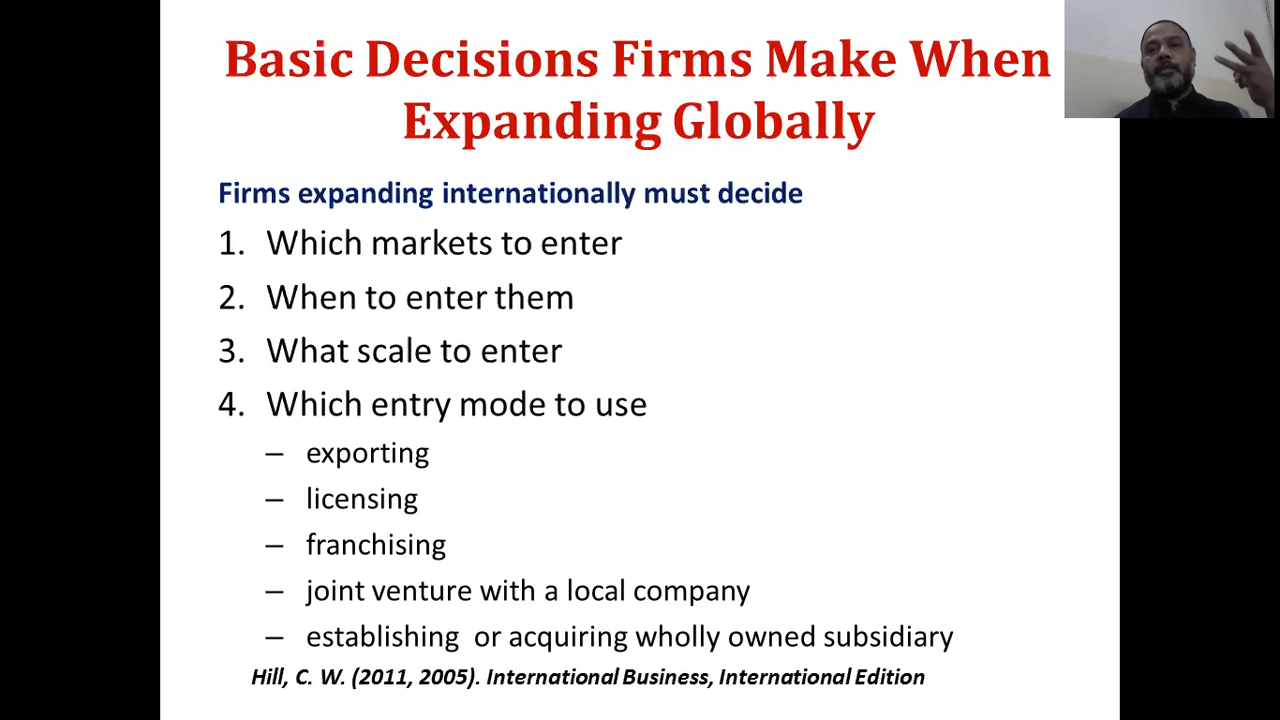 Basic Decisions Firms Make When
Expanding Globally
Firms expanding internationally must decide
1. Which markets to enter
2. When to enter them
3. What scale to enter
4. Which entry mode to use
– exporting
– licensing
– franchising
– joint venture with a local company
– establishing or acquiring wholly owned subsidiary
Hill, C. W. (2011, 2005). International Business, International Edition